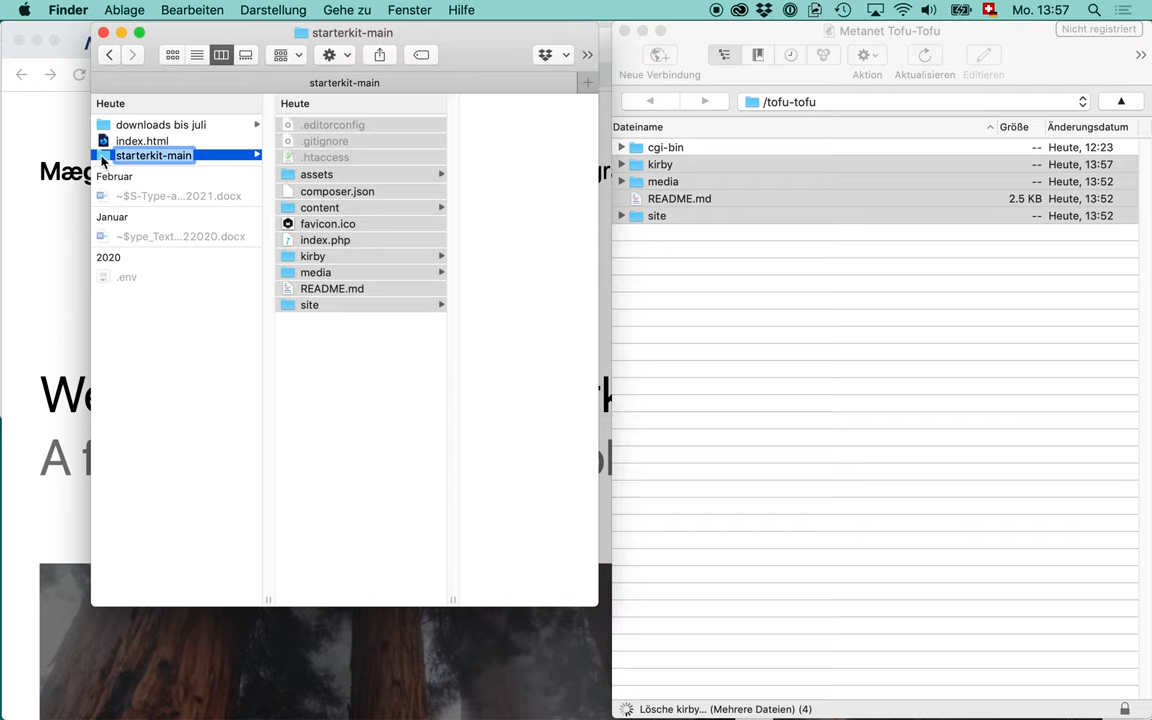 Finder Ablage Bearbeiten Darstellung Gehe zu Fenster Hilfe Mo. 13:57
starterkit-main
starterkit-main
Heute
downloads bis juli
index.html
starterkit-main
Februar
~$S-Type-a...2021.docx
Januar
~$ype_Text...22020.docx
2020
.env
Heute
.editorconfig
.gitignore
.htaccess
assets
composer.json
content
favicon.ico
index.php
kirby
media
README.md
site
Metanet Tofu-Tofu
Nicht registriert
Neue Verbindung Aktion Aktualisieren Editieren
/tofu-tofu
Dateiname Größe Änderungsdatum
cgi-bin -- Heute, 12:23
kirby -- Heute, 13:57
media -- Heute, 13:52
README.md 2.5 KB Heute, 13:52
site -- Heute, 13:52
Lösche kirby... (Mehrere Dateien) (4)
Mæg
We
A f